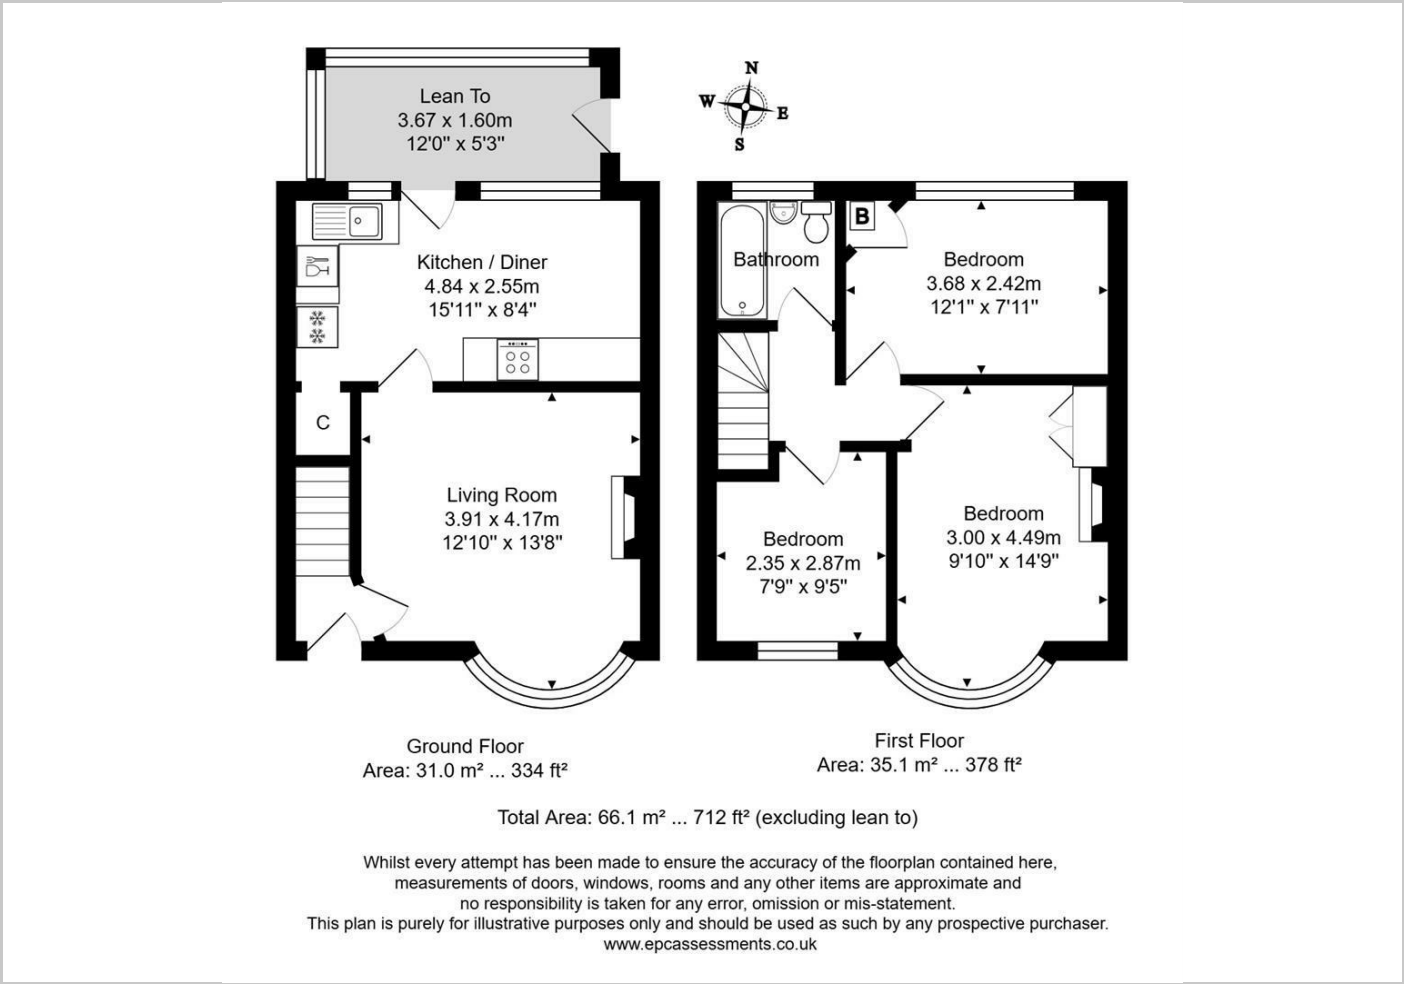 Lean To
3.67 x 1.60m
12'0" x 5'3"
N
W
E
S
Kitchen / Diner
4.84 x 2.55m
15'11" x 8'4"
C
Living Room
3.91 x 4.17m
12'10" x 13'8"
Bathroom
B
Bedroom
3.68 x 2.42m
12'1" x 7'11"
Bedroom
2.35 x 2.87m
7'9" x 9'5"
Bedroom
3.00 x 4.49m
9'10" x 14'9"
Ground Floor
Area: 31.0 m² ... 334 ft²
First Floor
Area: 35.1 m² ... 378 ft²
Total Area: 66.1 m² ... 712 ft² (excluding lean to)
Whilst every attempt has been made to ensure the accuracy of the floorplan contained here,
measurements of doors, windows, rooms and any other items are approximate and
no responsibility is taken for any error, omission or mis-statement.
This plan is purely for illustrative purposes only and should be used as such by any prospective purchaser.
www.epcassessments.co.uk